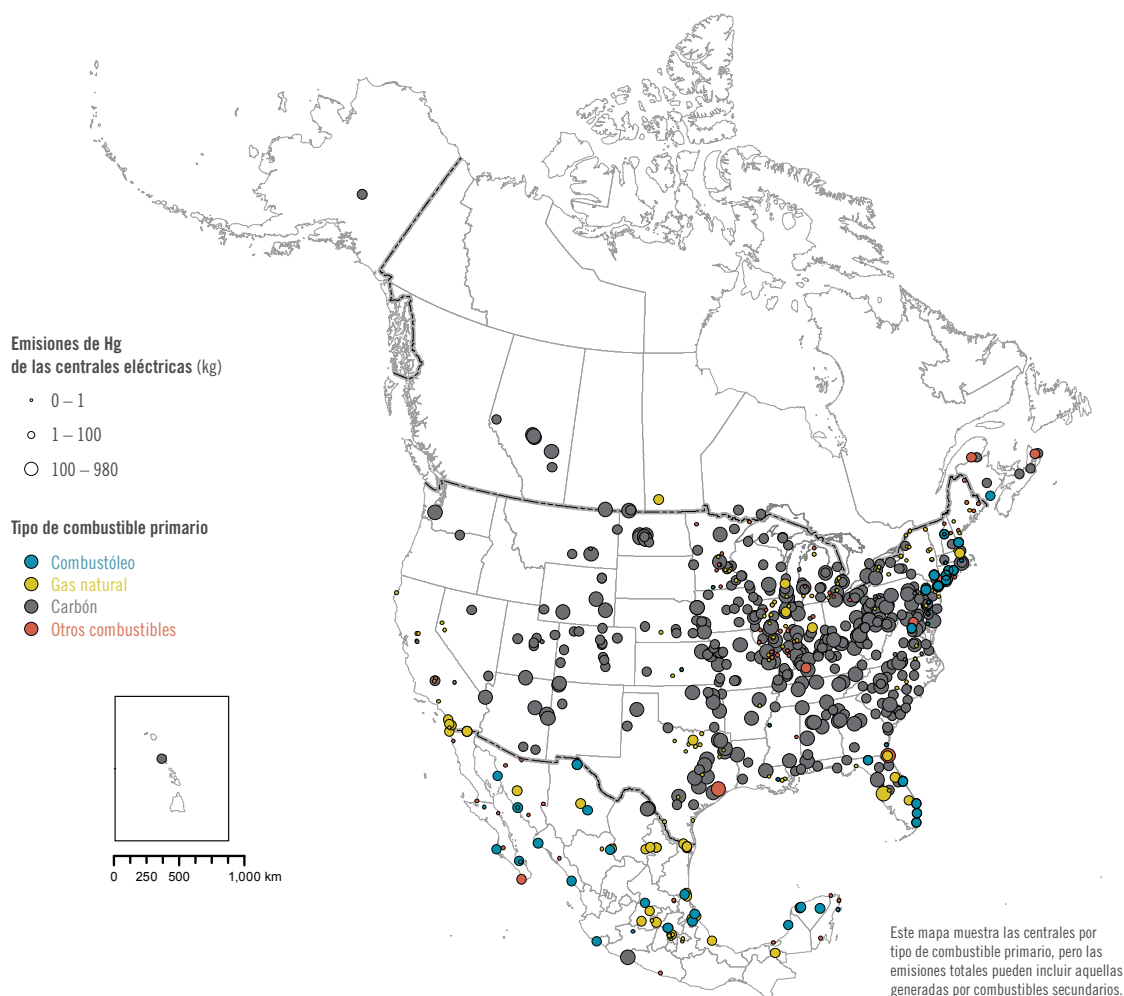 Emisiones de Hg
de las centrales eléctricas (kg)
0 – 1
1 – 100
100 – 980
Tipo de combustible primario
Combustóleo
Gas natural
Carbón
Otros combustibles
0 250 500 1,000 km
Este mapa muestra las centrales por
tipo de combustible primario, pero las
emisiones totales pueden incluir aquellas
generadas por combustibles secundarios.